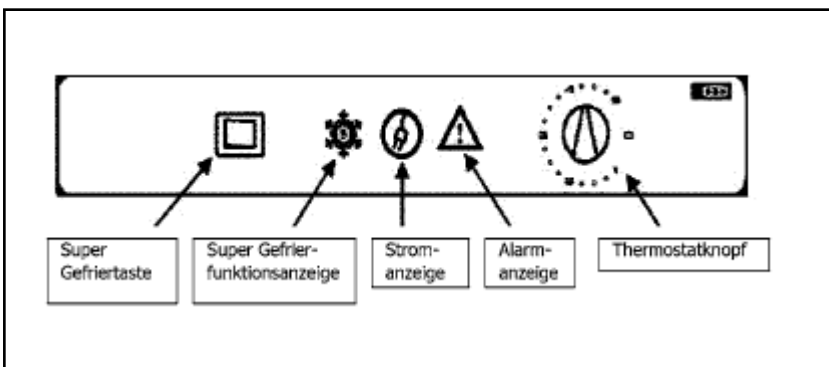 Super
Gefriertaste
Super Gefrier-
funktionsanzeige
Strom-
anzeige
Alarm-
anzeige
Thermostatknopf